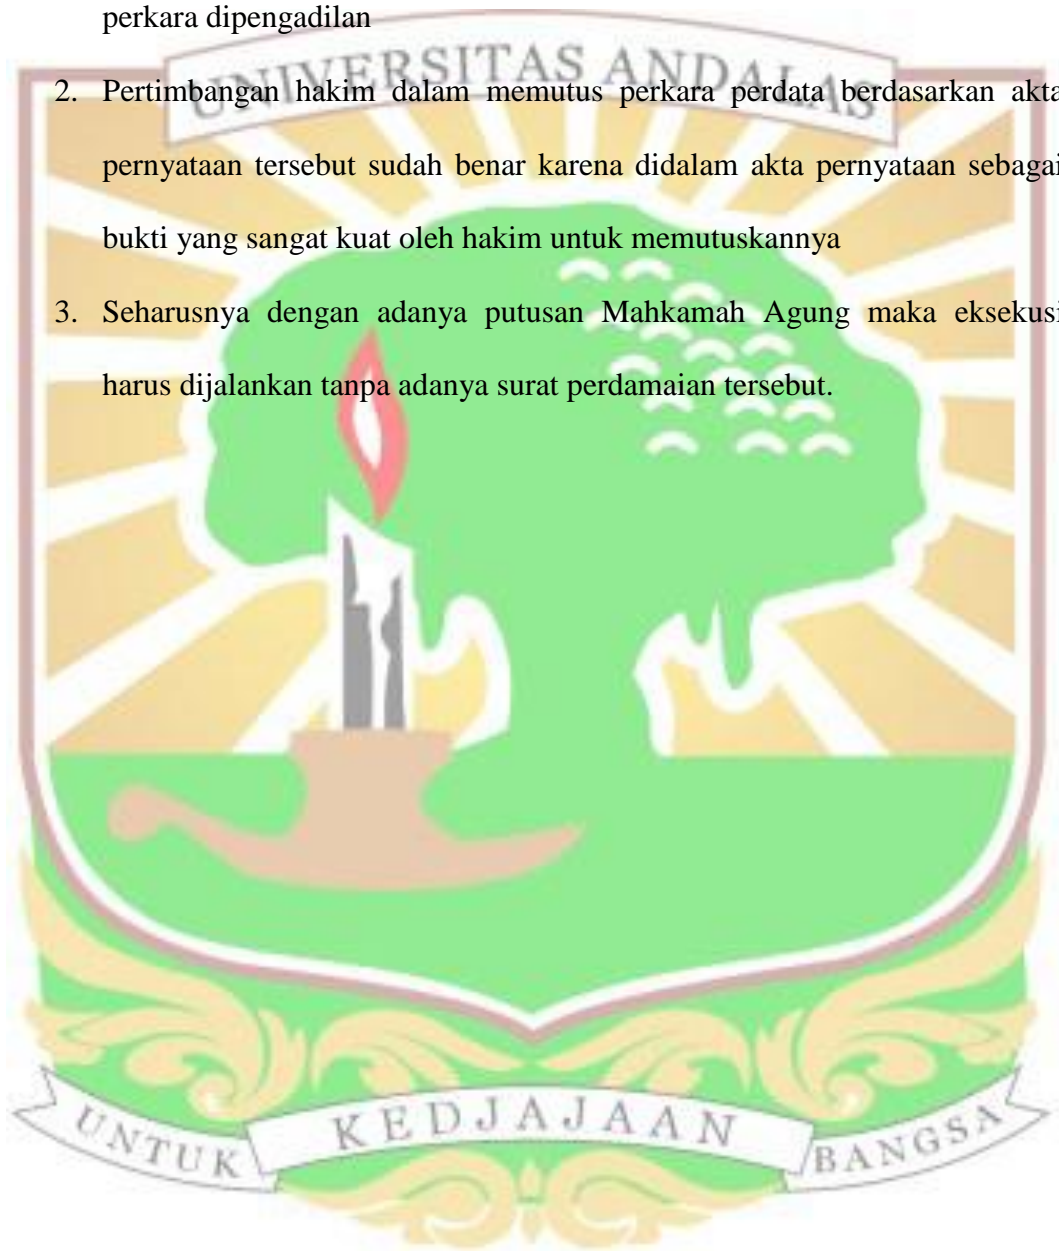 perkara dipengadilan
UNIVERSITAS ANDALAS
2. Pertimbangan hakim dalam memutus perkara perdata berdasarkan akta
pernyataan tersebut sudah benar karena didalam akta pernyataan sebagai
bukti yang sangat kuat oleh hakim untuk memutuskannya
3. Seharusnya dengan adanya putusan Mahkamah Agung maka eksekusi
harus dijalankan tanpa adanya surat perdamaian tersebut.
UNTUK KEDJAJAAN BANGSA